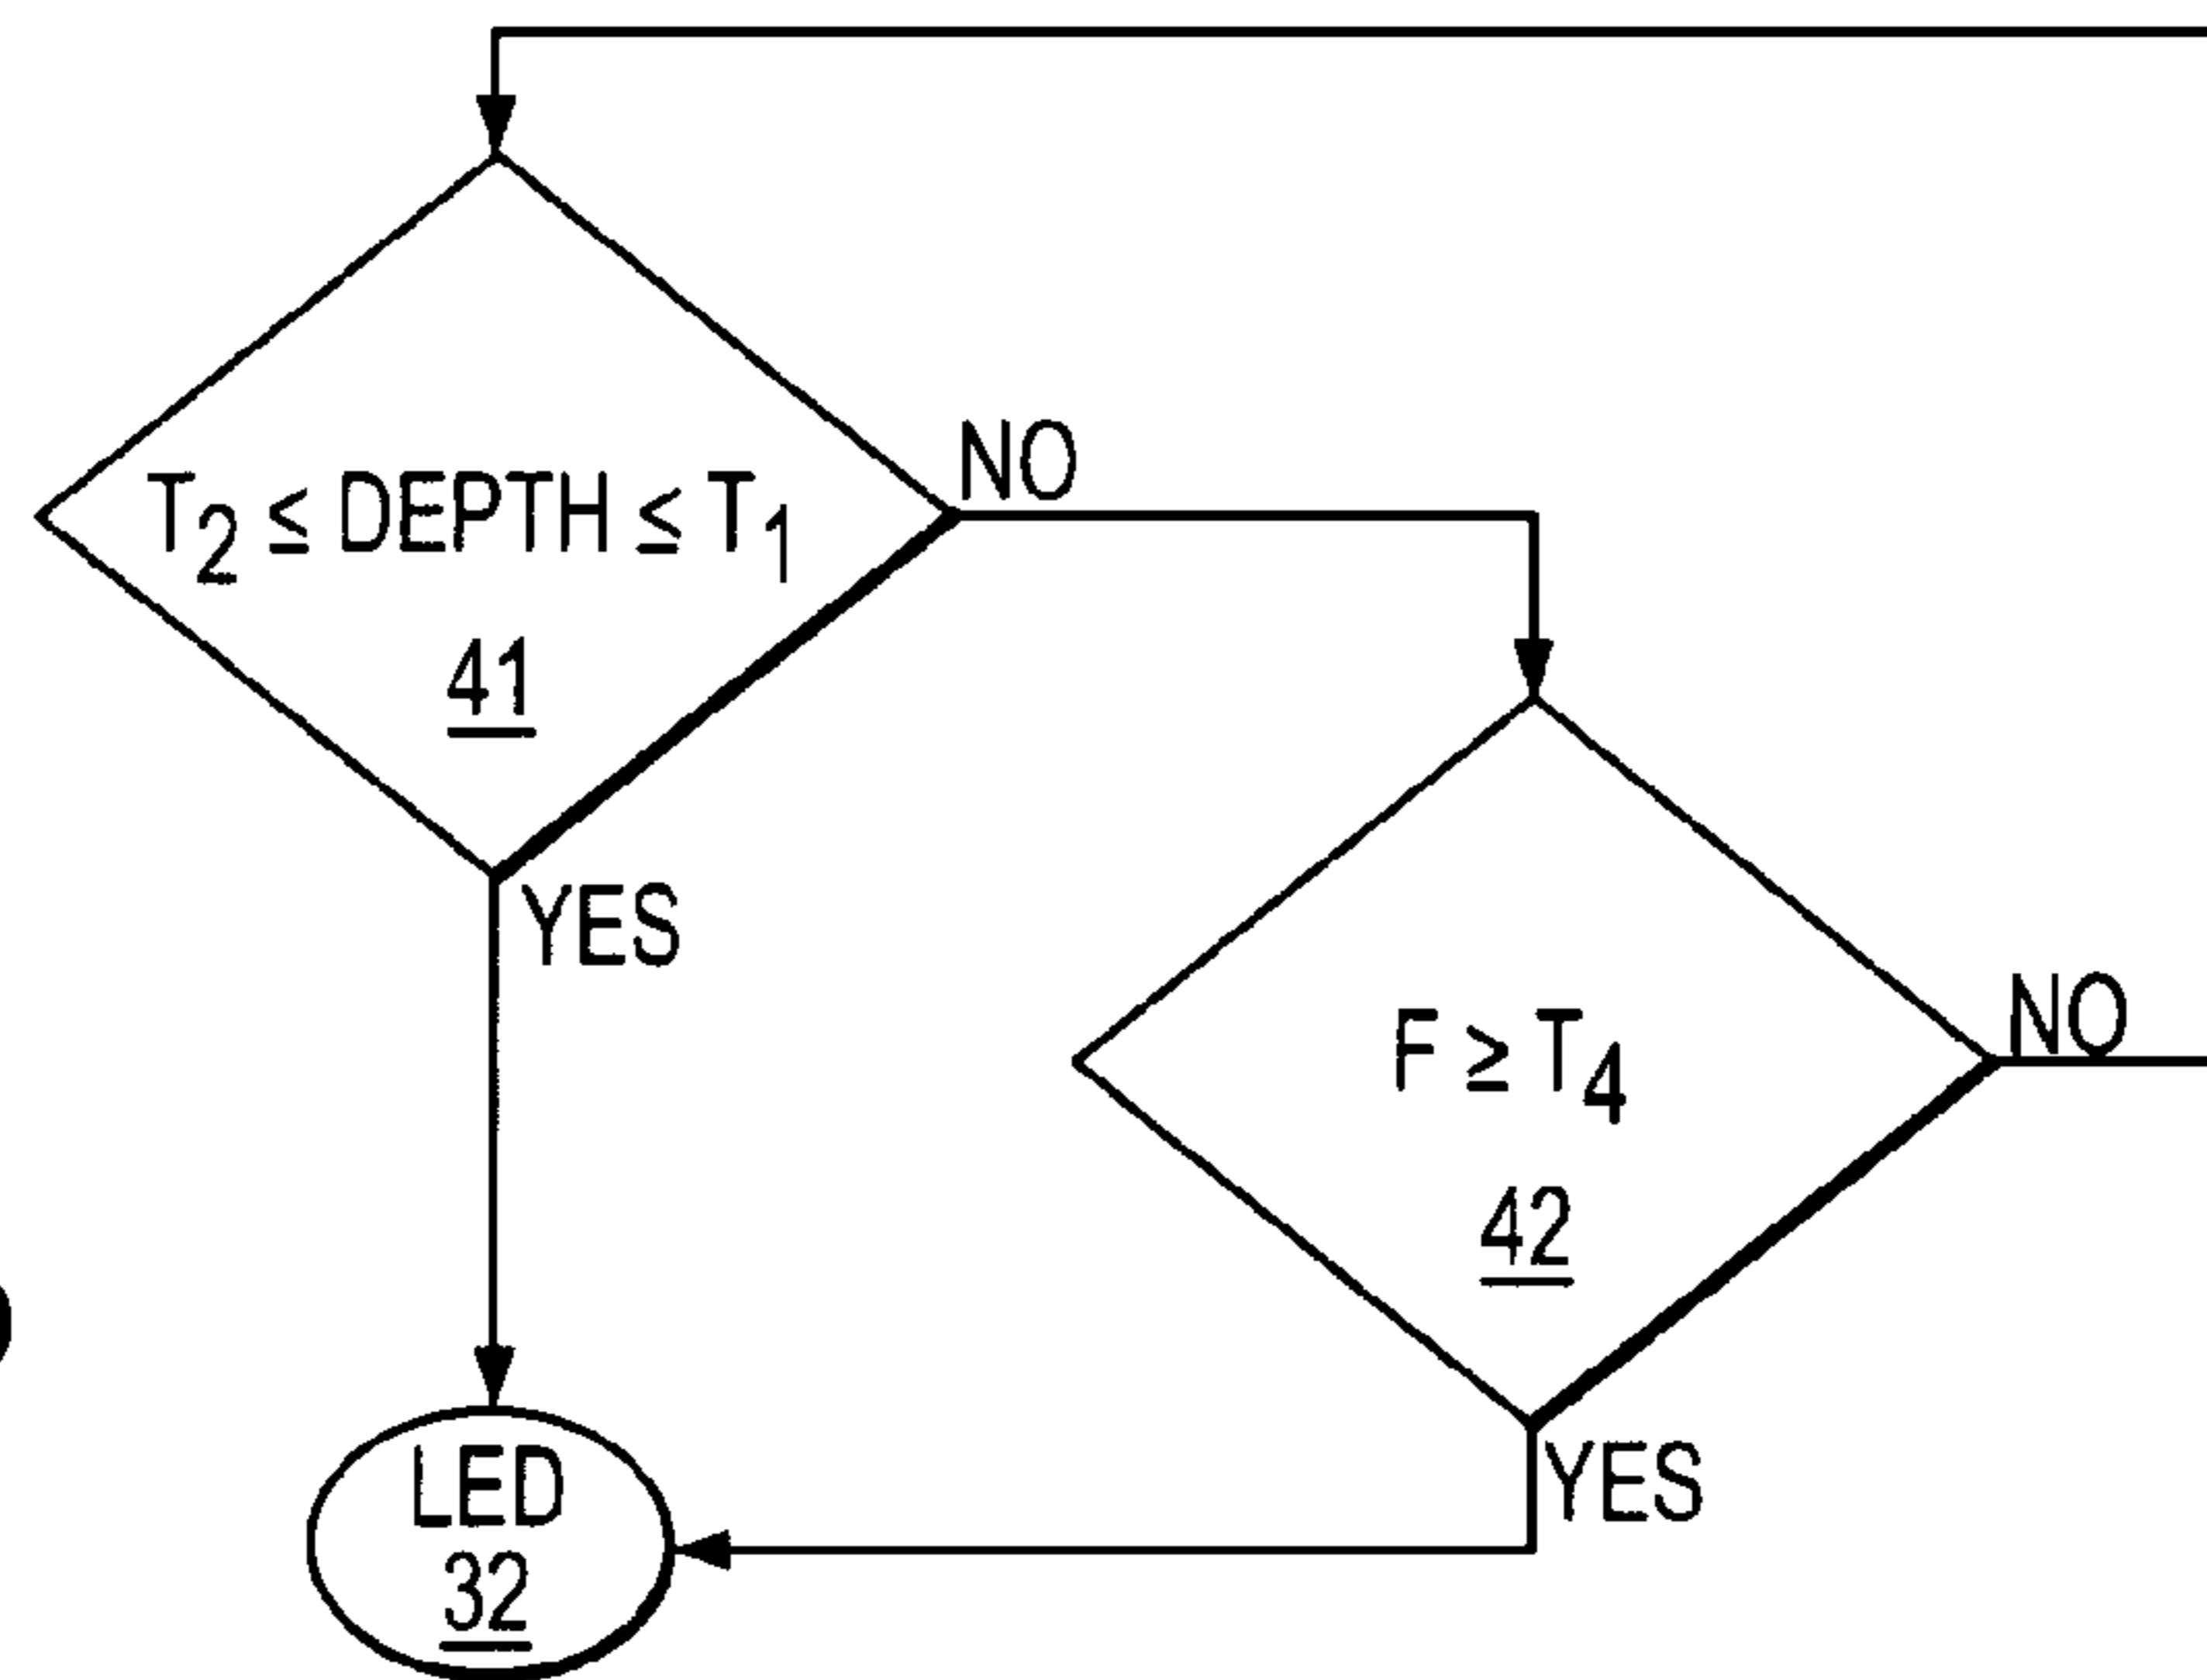 T₂ ≤ DEPTH ≤ T₁
41
NO
YES
F ≥ T₄
42
NO
YES
LED
32